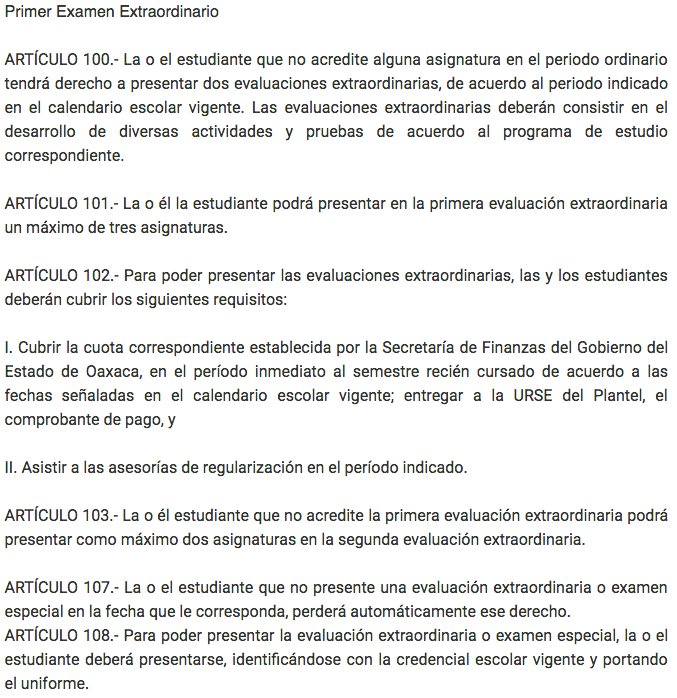 Primer Examen Extraordinario
ARTÍCULO 100.- La o el estudiante que no acredite alguna asignatura en el periodo ordinario
tendrá derecho a presentar dos evaluaciones extraordinarias, de acuerdo al periodo indicado
en el calendario escolar vigente. Las evaluaciones extraordinarias deberán consistir en el
desarrollo de diversas actividades y pruebas de acuerdo al programa de estudio
correspondiente.
ARTÍCULO 101.- La o él la estudiante podrá presentar en la primera evaluación extraordinaria
un máximo de tres asignaturas.
ARTÍCULO 102.- Para poder presentar las evaluaciones extraordinarias, las y los estudiantes
deberán cubrir los siguientes requisitos:
I. Cubrir la cuota correspondiente establecida por la Secretaría de Finanzas del Gobierno del
Estado de Oaxaca, en el período inmediato al semestre recién cursado de acuerdo a las
fechas señaladas en el calendario escolar vigente; entregar a la URSE del Plantel, el
comprobante de pago, y
II. Asistir a las asesorías de regularización en el período indicado.
ARTÍCULO 103.- La o él estudiante que no acredite la primera evaluación extraordinaria podrá
presentar como máximo dos asignaturas en la segunda evaluación extraordinaria.
ARTÍCULO 107.- La o el estudiante que no presente una evaluación extraordinaria o examen
especial en la fecha que le corresponda, perderá automáticamente ese derecho.
ARTÍCULO 108.- Para poder presentar la evaluación extraordinaria o examen especial, la o el
estudiante deberá presentarse, identificándose con la credencial escolar vigente y portando
el uniforme.